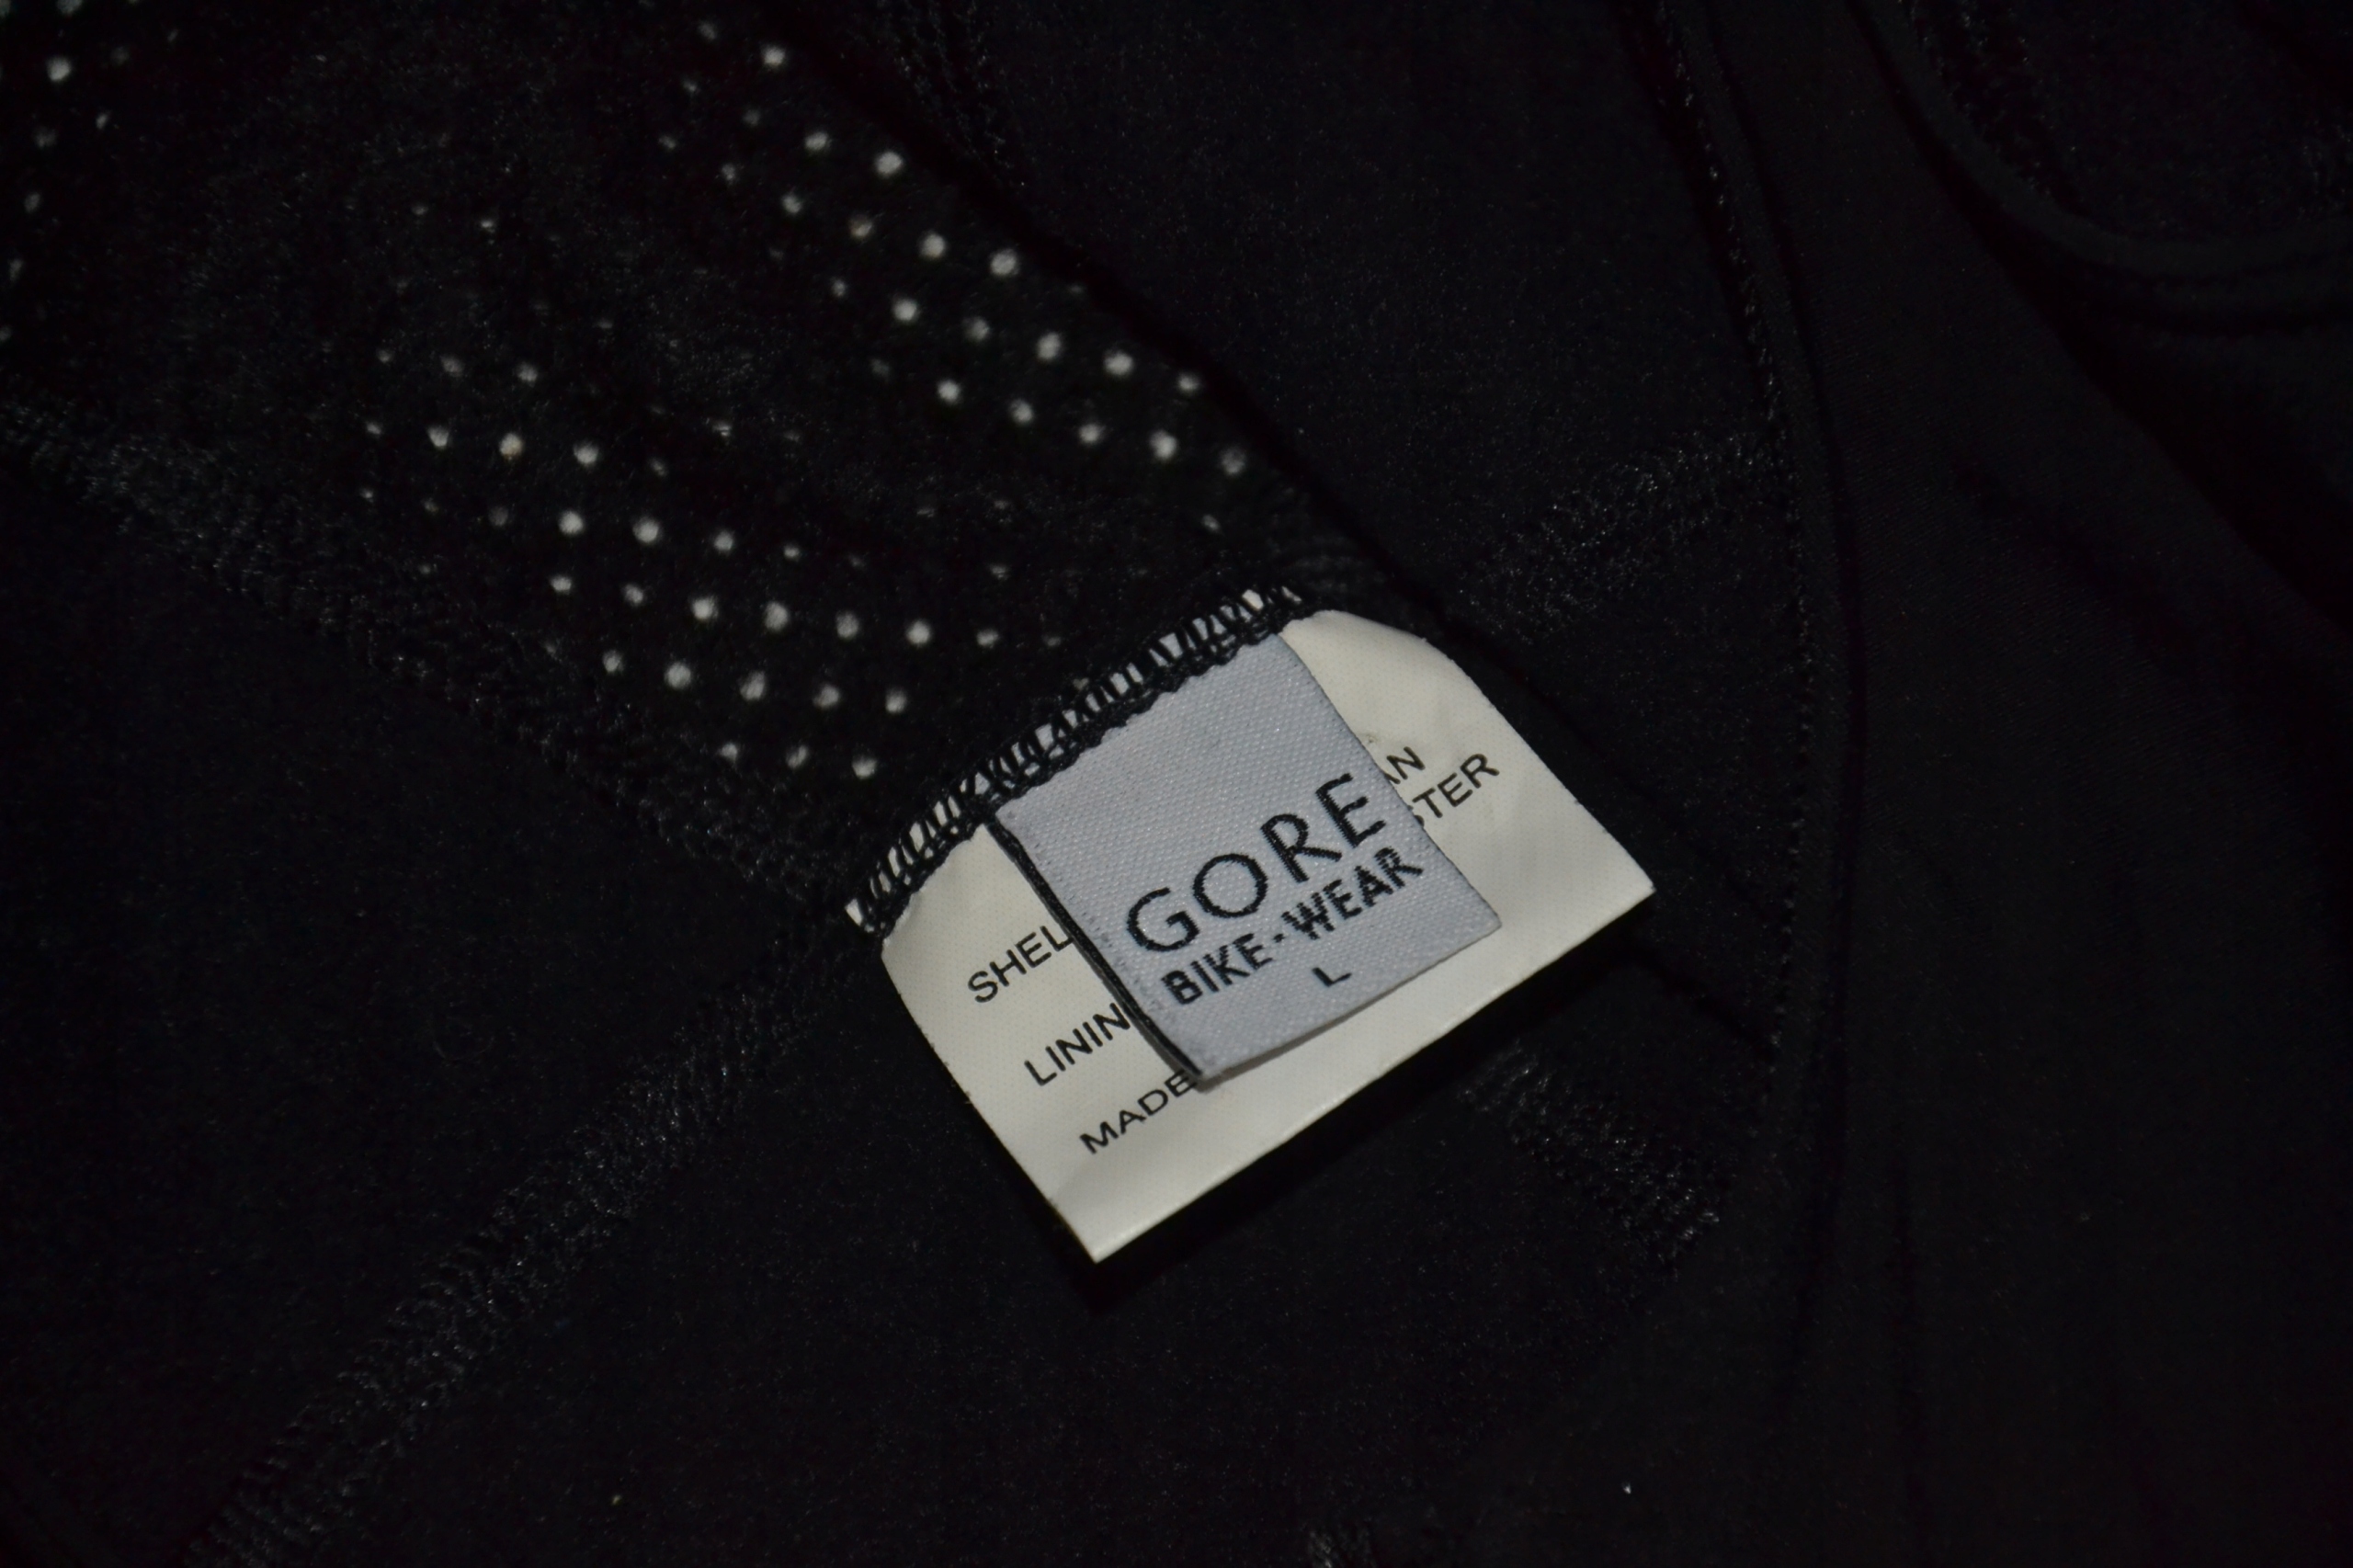 GORE
BIKE-WEAR
L
SHEL
LININ
MADE
AN
STER